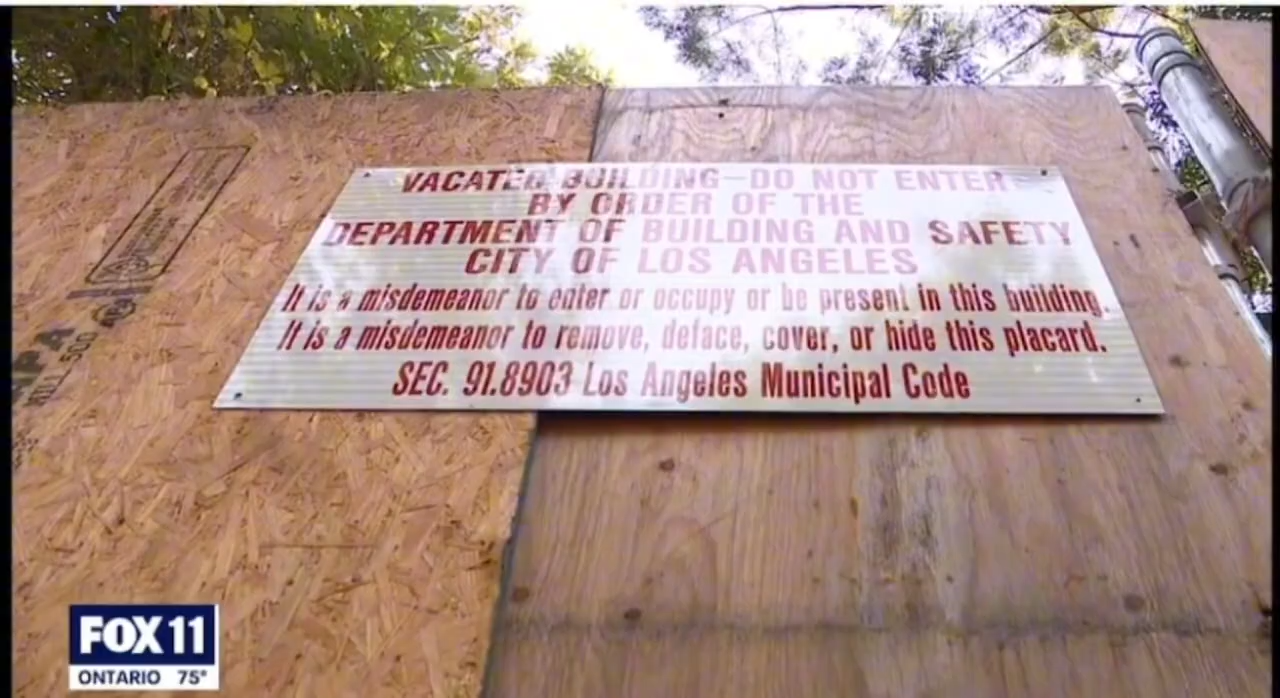 VACATED BUILDING—DO NOT ENTER
BY ORDER OF THE
DEPARTMENT OF BUILDING AND SAFETY
CITY OF LOS ANGELES
It is a misdemeanor to enter or occupy or be present in this building.
It is a misdemeanor to remove, deface, cover, or hide this placard.
SEC. 91.8903 Los Angeles Municipal Code
MILL 500
FOX 11
ONTARIO 75°